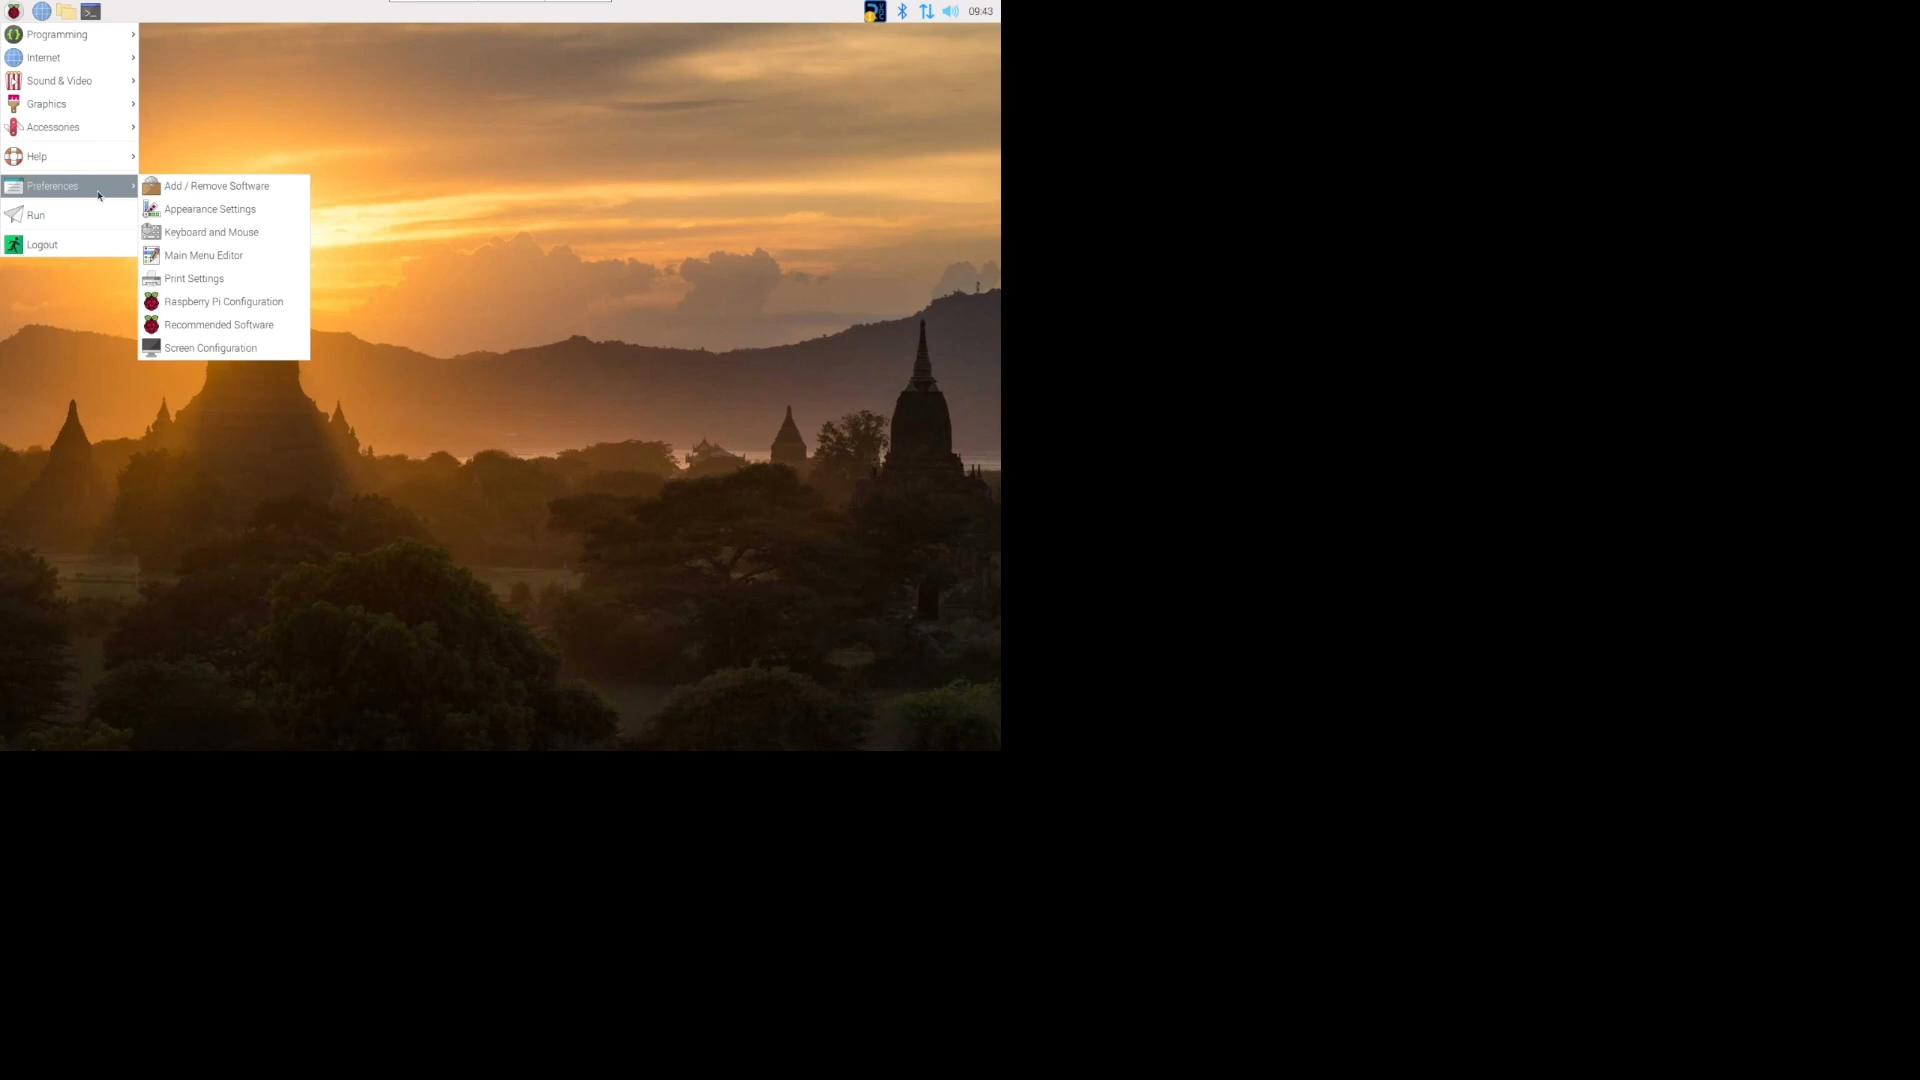 09:43
Programming
Internet
Sound & Video
Graphics
Accessories
Help
Preferences
Run
Logout
Add / Remove Software
Appearance Settings
Keyboard and Mouse
Main Menu Editor
Print Settings
Raspberry Pi Configuration
Recommended Software
Screen Configuration